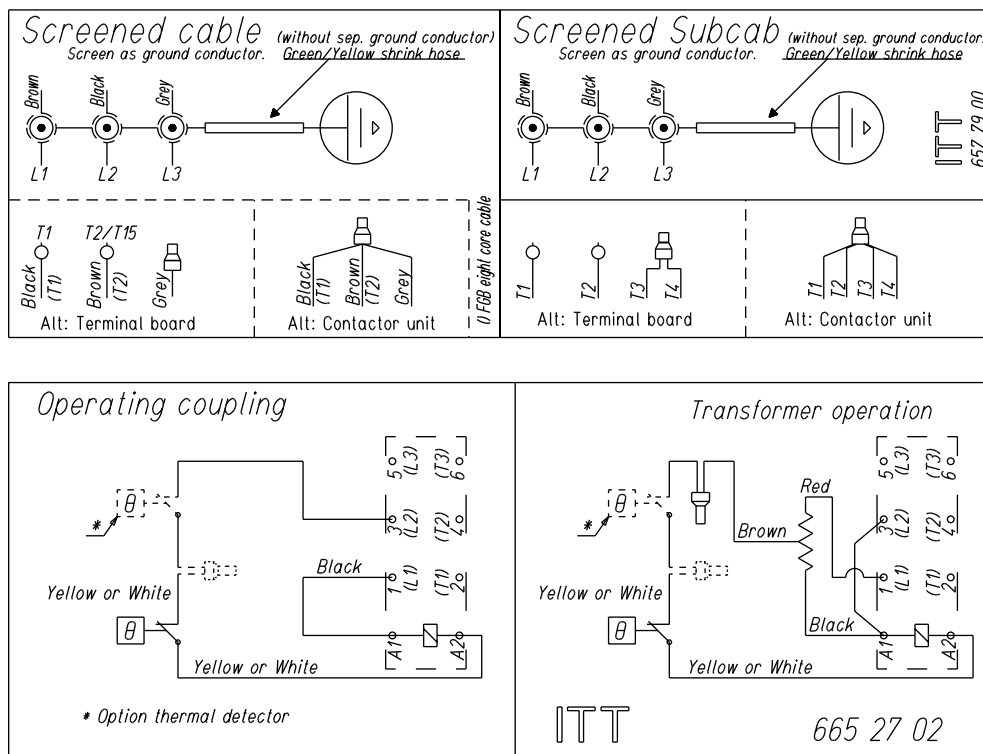 Screened cable (without sep. ground conductor)
Screen as ground conductor. Green/Yellow shrink hose
Brown
Black
Grey
L1
L2
L3
T1
T2/T15
Black
(T1)
Brown
(T2)
Grey
Alt: Terminal board
Black
(T1)
Brown
(T2)
Grey
Alt: Contactor unit
() FGB eight core cable
Screened Subcab (without sep. ground conductor.
Screen as ground conductor. Green/Yellow shrink hose
Brown
Black
Grey
L1
L2
L3
ITT
657 79 00
T1
T2
T3
T4
Alt: Terminal board
T1
T2
T3
T4
Alt: Contactor unit
Operating coupling
5
(L3)
(T3)
6
θ
*
3
(L2)
(T2)
4
Black
1
(L1)
(T1)
2
Yellow or White
θ
A1
A2
Yellow or White
* Option thermal detector
Transformer operation
5
(L3)
(T3)
6
Red
θ
*
Brown
3
(L2)
(T2)
4
1
(L1)
(T1)
2
Yellow or White
θ
Black
A1
A2
Yellow or White
ITT
665 27 02